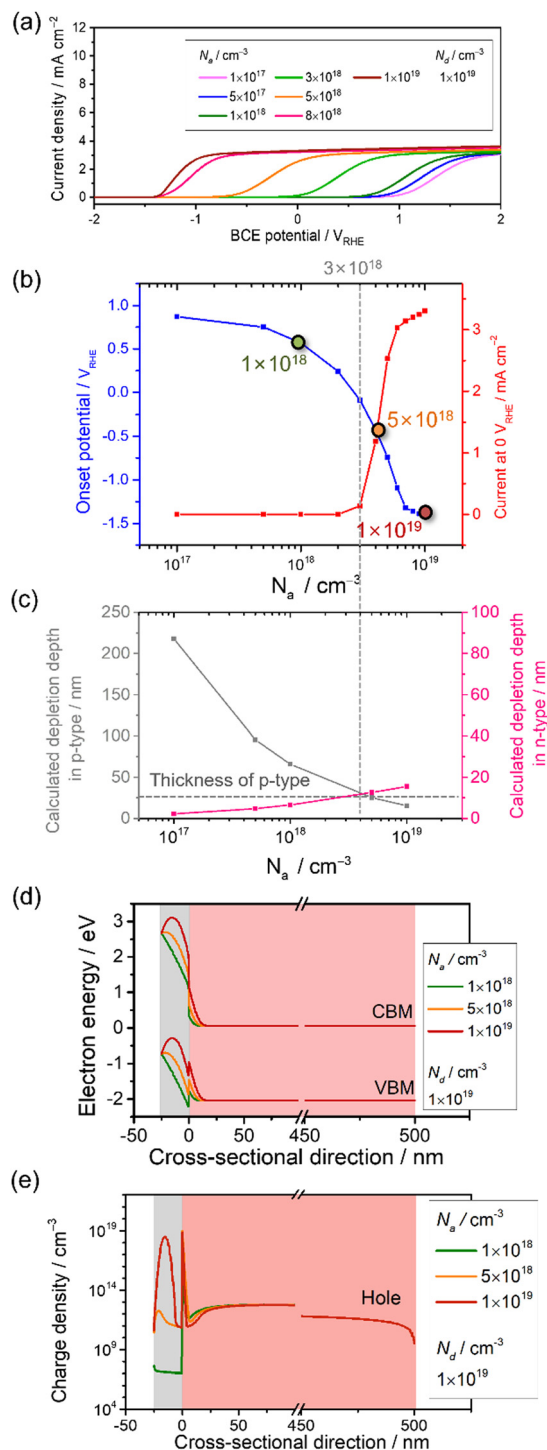 (a)
Current density / mA cm⁻²
12
10
8
6
4
2
0
Nₐ / cm⁻³
N_d / cm⁻³
1×10¹⁷
3×10¹⁸
1×10¹⁹
1×10¹⁹
5×10¹⁷
5×10¹⁸
1×10¹⁸
8×10¹⁸
-2
-1
0
1
2
BCE potential / V_RHE
3×10¹⁸
(b)
Onset potential / V_RHE
1.0
0.5
0.0
-0.5
-1.0
-1.5
1×10¹⁸
5×10¹⁸
1×10¹⁹
3
2
1
0
Current at 0 V_RHE / mA cm⁻²
10¹⁷
10¹⁸
10¹⁹
Nₐ / cm⁻³
(c)
Calculated depletion depth
in p-type / nm
250
200
150
100
50
0
Thickness of p-type
100
80
60
40
20
0
Calculated depletion depth
in n-type / nm
10¹⁷
10¹⁸
10¹⁹
Nₐ / cm⁻³
(d)
Electron energy / eV
3
2
1
0
-1
-2
CBM
VBM
Nₐ / cm⁻³
1×10¹⁸
5×10¹⁸
1×10¹⁹
N_d / cm⁻³
1×10¹⁹
-50
-25
0
50
450
500
Cross-sectional direction / nm
(e)
Charge density / cm⁻³
10¹⁹
10¹⁴
10⁹
10⁴
Hole
Nₐ / cm⁻³
1×10¹⁸
5×10¹⁸
1×10¹⁹
N_d / cm⁻³
1×10¹⁹
-50
-25
0
50
450
500
Cross-sectional direction / nm